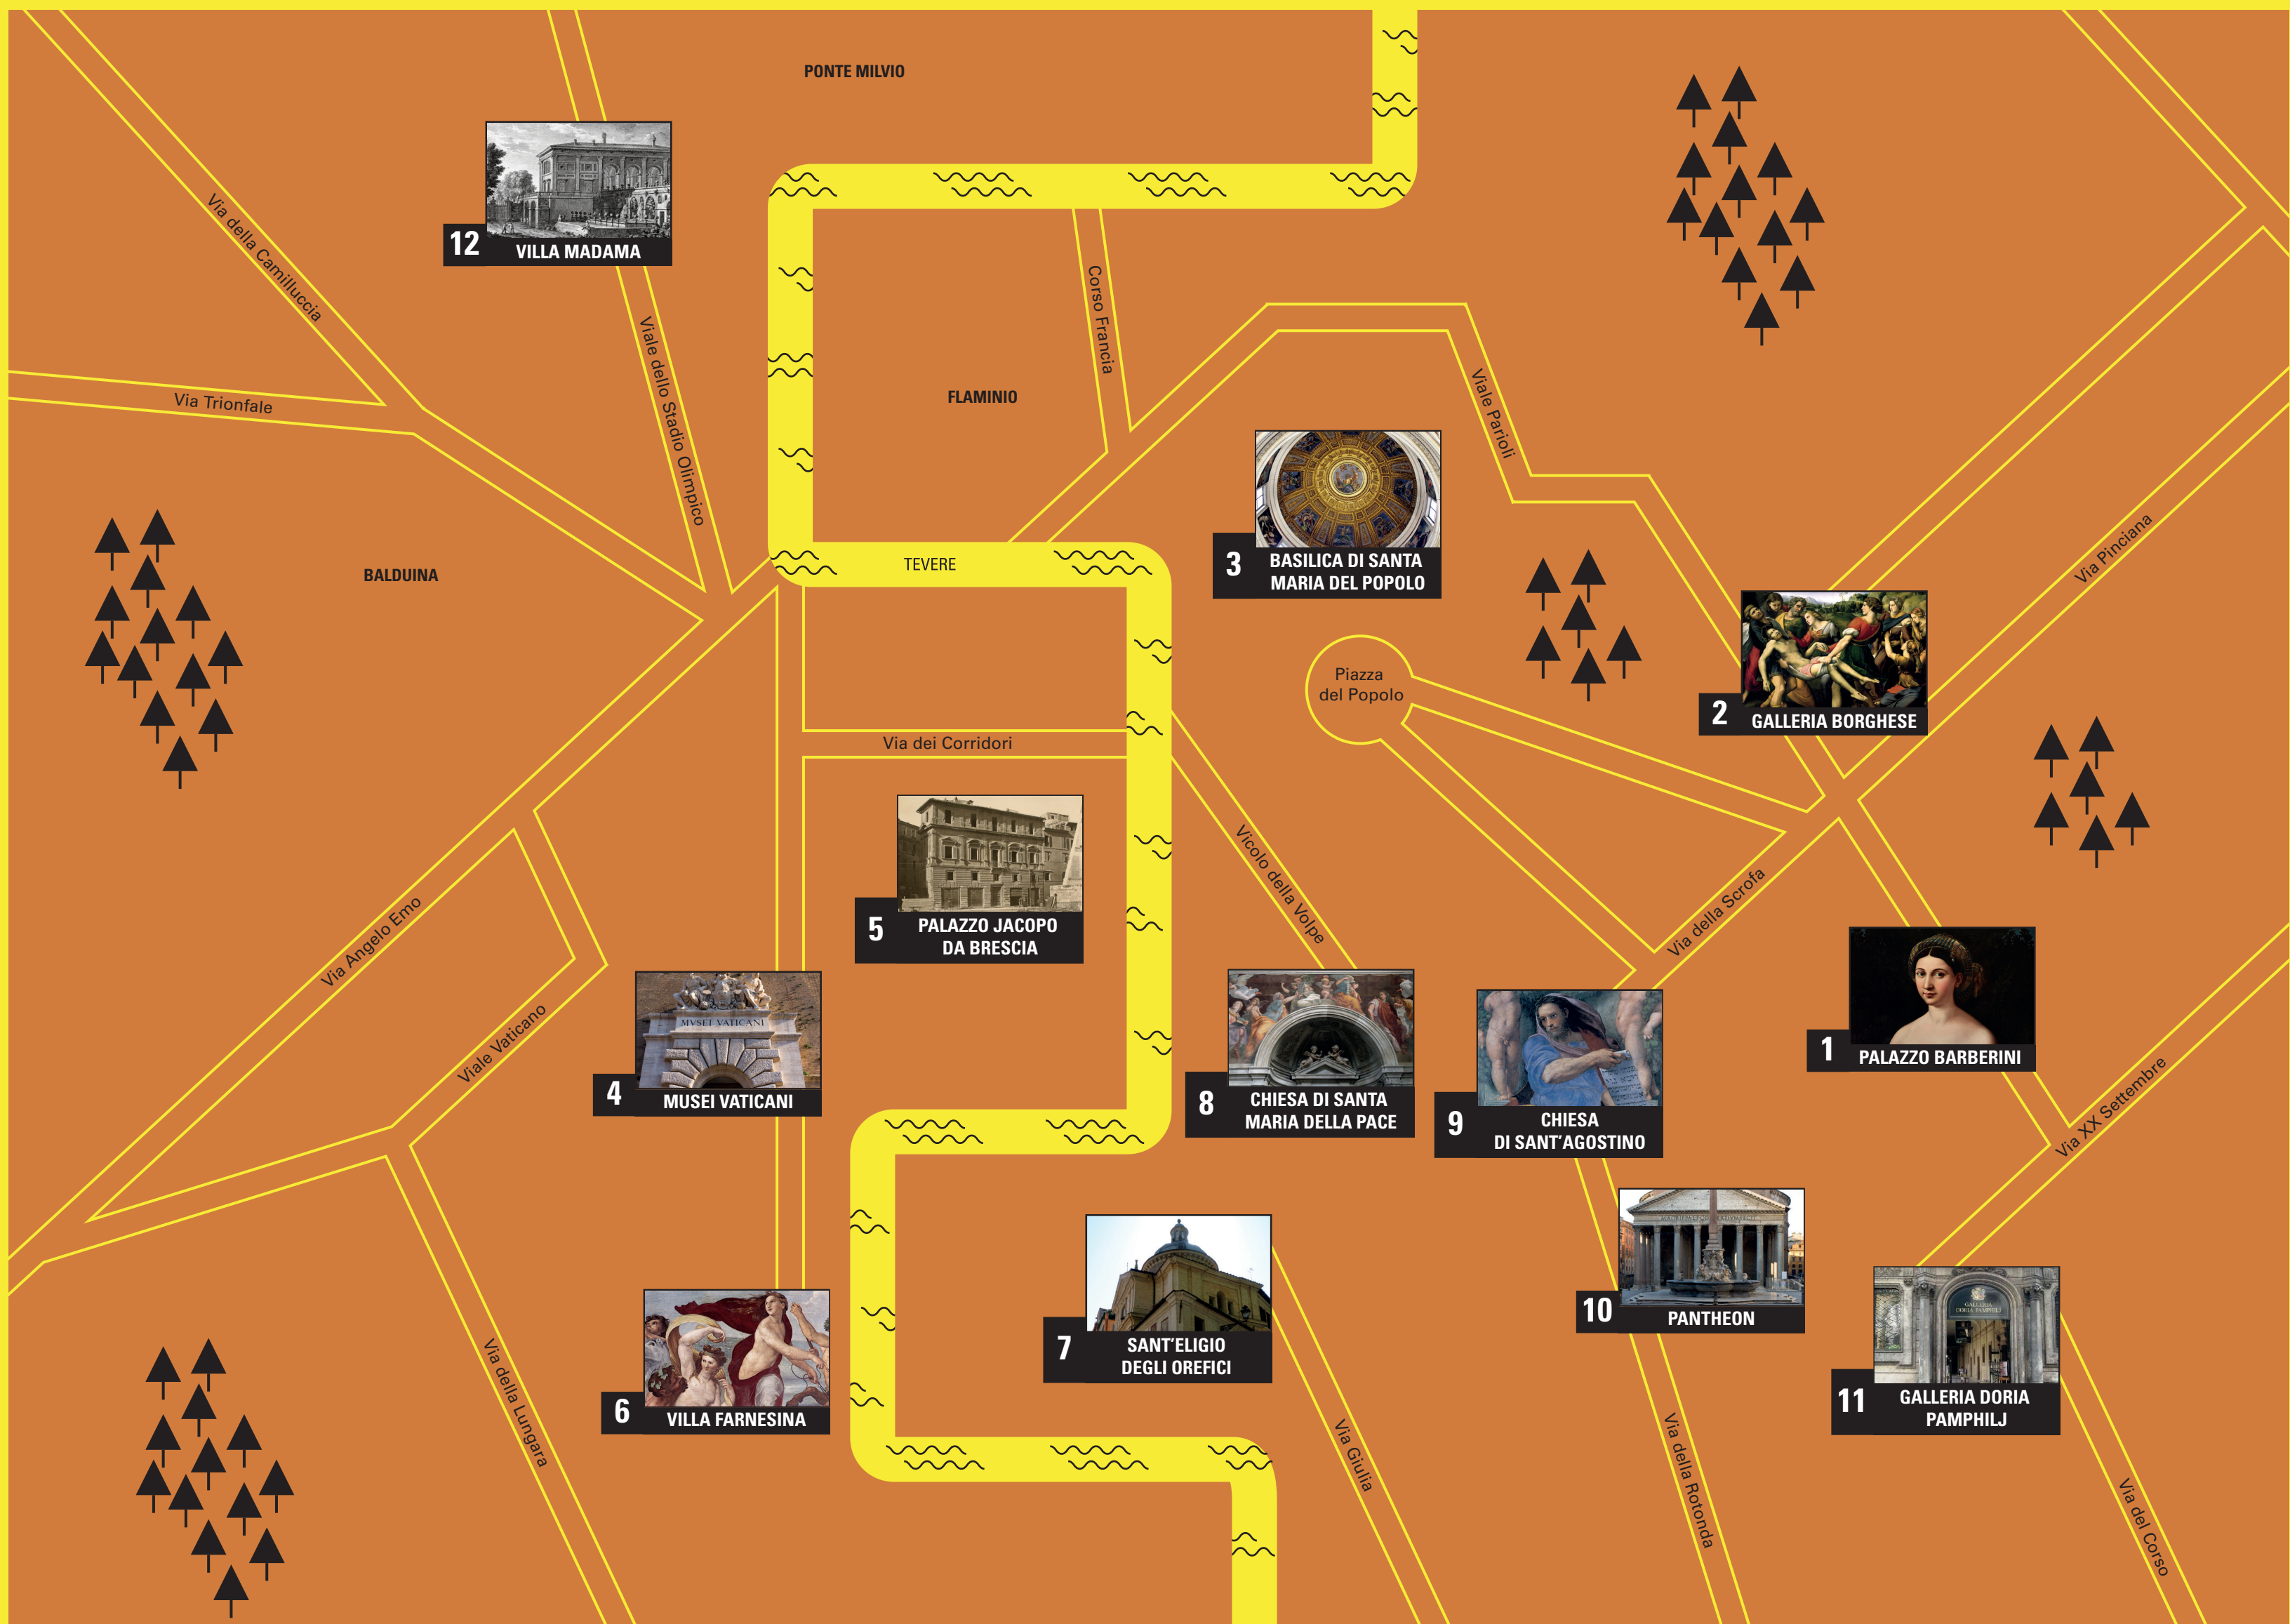 PONTE MILVIO
12
VILLA MADAMA
Via della Camilluccia
Corso Francia
Viale dello Stadio Olimpico
Via Trionfale
FLAMINIO
Viale Parioli
3
BASILICA DI SANTA
MARIA DEL POPOLO
Via Pinciana
BALDUINA
TEVERE
Piazza
del Popolo
2
GALLERIA BORGHESE
Via dei Corridori
5
PALAZZO JACOPO
DA BRESCIA
Vicolo della Volpe
Via della Scrofa
Via Angelo Emo
Viale Vaticano
MVSEI VATICANI
4
MUSEI VATICANI
8
CHIESA DI SANTA
MARIA DELLA PACE
9
CHIESA
DI SANT'AGOSTINO
1
PALAZZO BARBERINI
Via XX Settembre
7
SANT'ELIGIO
DEGLI OREFICI
10
PANTHEON
GALLERIA
DORIA PAMPHILJ
11
GALLERIA DORIA
PAMPHILJ
6
VILLA FARNESINA
Via della Lungara
Via Giulia
Via della Rotonda
Via del Corso